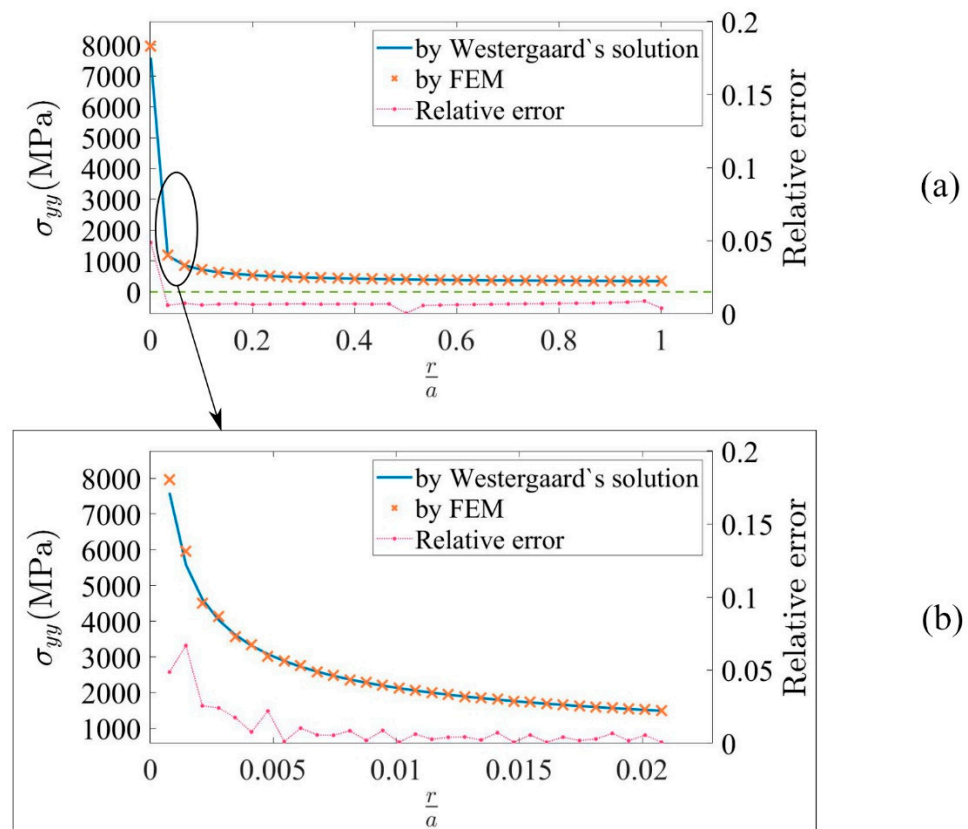 (a)
8000
7000
6000
5000
4000
3000
2000
1000
0
σyy(MPa)
by Westergaard`s solution
by FEM
Relative error
0.2
0.15
0.1
0.05
0
Relative error
0 0.2 0.4 0.6 0.8 1
r/a
(b)
8000
7000
6000
5000
4000
3000
2000
1000
σyy(MPa)
by Westergaard`s solution
by FEM
Relative error
0.2
0.15
0.1
0.05
0
Relative error
0 0.005 0.01 0.015 0.02
r/a